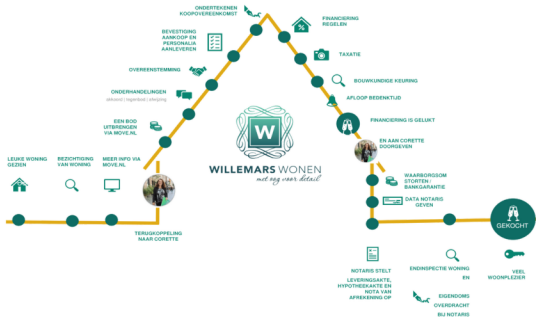 LEUKE WONING
GEZIEN
BEZICHTIGING
VAN WONING
MEER INFO VIA
MOVE.NL
TERUGKOPPELING
NAAR CORETTE
EEN BOD
UITBRENGEN
VIA MOVE.NL
ONDERHANDELINGEN
OVEREENSTEMMING
BEVESTIGING
AANKOOP EN
PERSONALIA
AANLEVEREN
ONDERTEKENEN
KOOPOVEREENKOMST
FINANCIERING
REGELEN
TAXATIE
BOUWKUNDIGE KEURING
AFLOOP BEDENKTIJD
FINANCIERING IS GELUKT
EN AAN CORETTE
DOORGEVEN
WAARBORGSOM
STORTEN /
BANKGARANTIE
DATA NOTARIS
GEVEN
NOTARIS STELT
LEVERINGSAKTE,
HYPOTHEEKAKTE EN
NOTA VAN
AFREKENING OP
EINDINSPECTIE WONING
EN
EIGENDOMS
OVERDRACHT
BIJ NOTARIS
GEKOCHT
VEEL
WOONPLEZIER
W
WILLEMARS WONEN
met oog voor detail